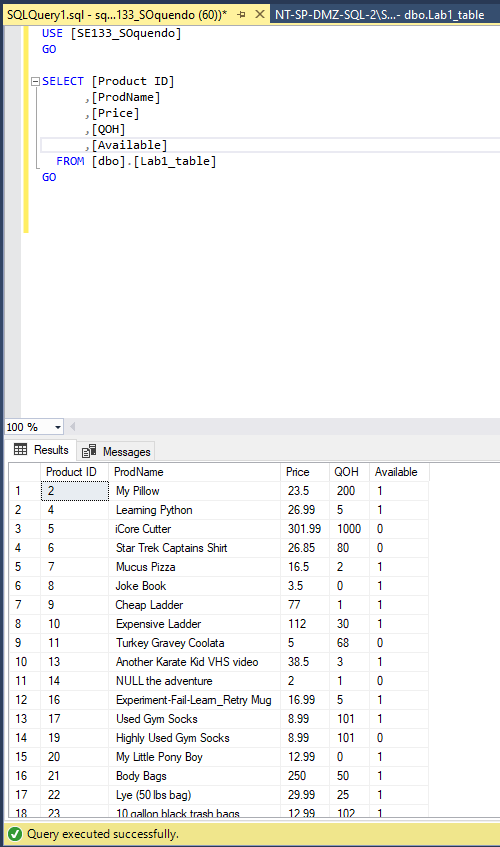 SQLQuery1.sql - sq...133_SOquendo (60))* NT-SP-DMZ-SQL-2\S...- dbo.Lab1_table
USE [SE133_SOquendo]
GO
SELECT [Product ID]
,[ProdName]
,[Price]
,[QOH]
,[Available]
FROM [dbo].[Lab1_table]
GO
100 %
Results Messages
Product ID ProdName Price QOH Available
1 2 My Pillow 23.5 200 1
2 4 Learning Python 26.99 5 1
3 5 iCore Cutter 301.99 1000 0
4 6 Star Trek Captains Shirt 26.85 80 0
5 7 Mucus Pizza 16.5 2 1
6 8 Joke Book 3.5 0 1
7 9 Cheap Ladder 77 1 1
8 10 Expensive Ladder 112 30 1
9 11 Turkey Gravey Coolata 5 68 0
10 13 Another Karate Kid VHS video 38.5 3 1
11 14 NULL the adventure 2 1 0
12 16 Experiment-Fail-Learn_Retry Mug 16.99 5 1
13 17 Used Gym Socks 8.99 101 1
14 19 Highly Used Gym Socks 8.99 101 0
15 20 My Little Pony Boy 12.99 0 1
16 21 Body Bags 250 50 1
17 22 Lye (50 lbs bag) 29.99 25 1
18 23 10 gallon black trash bags 12.99 102 1
Query executed successfully.